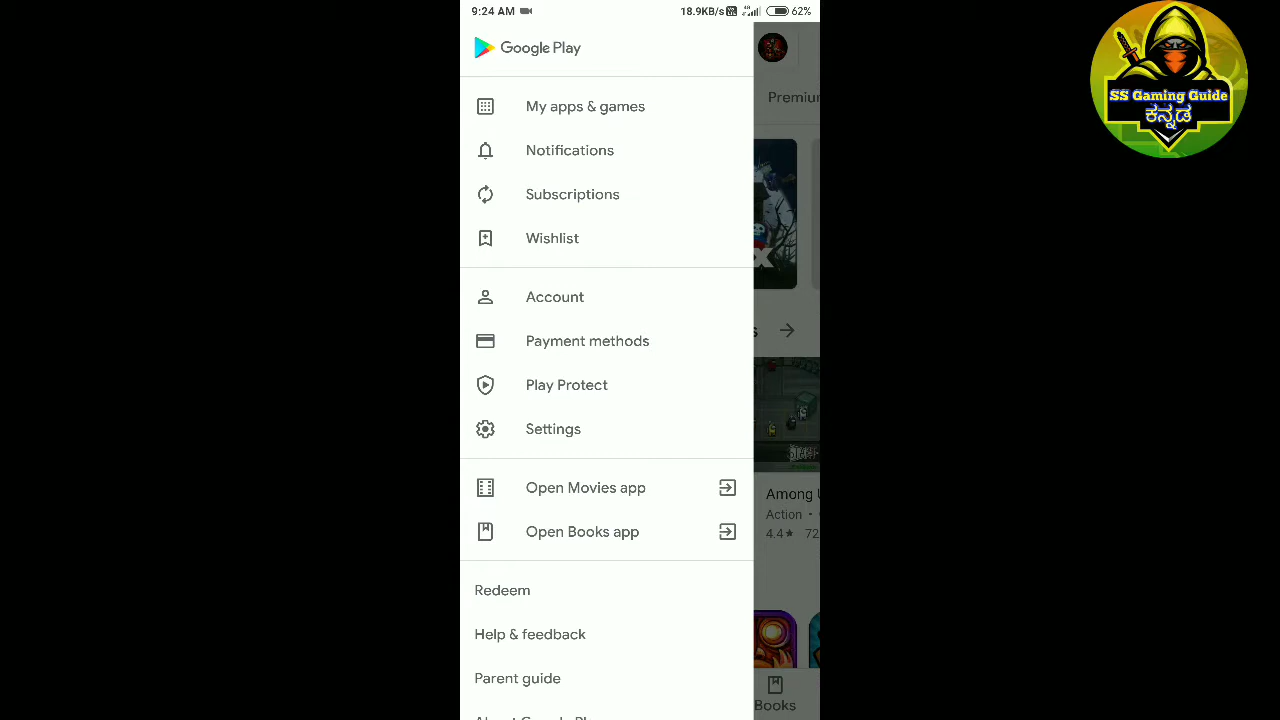 9:24 AM
18.9KB/s
62%
Google Play
My apps & games
Notifications
Subscriptions
Wishlist
Account
Payment methods
Play Protect
Settings
Open Movies app
Open Books app
Redeem
Help & feedback
Parent guide
Among
Action •
4.4★
Books
SS Gaming Guide
ಕನ್ನಡ